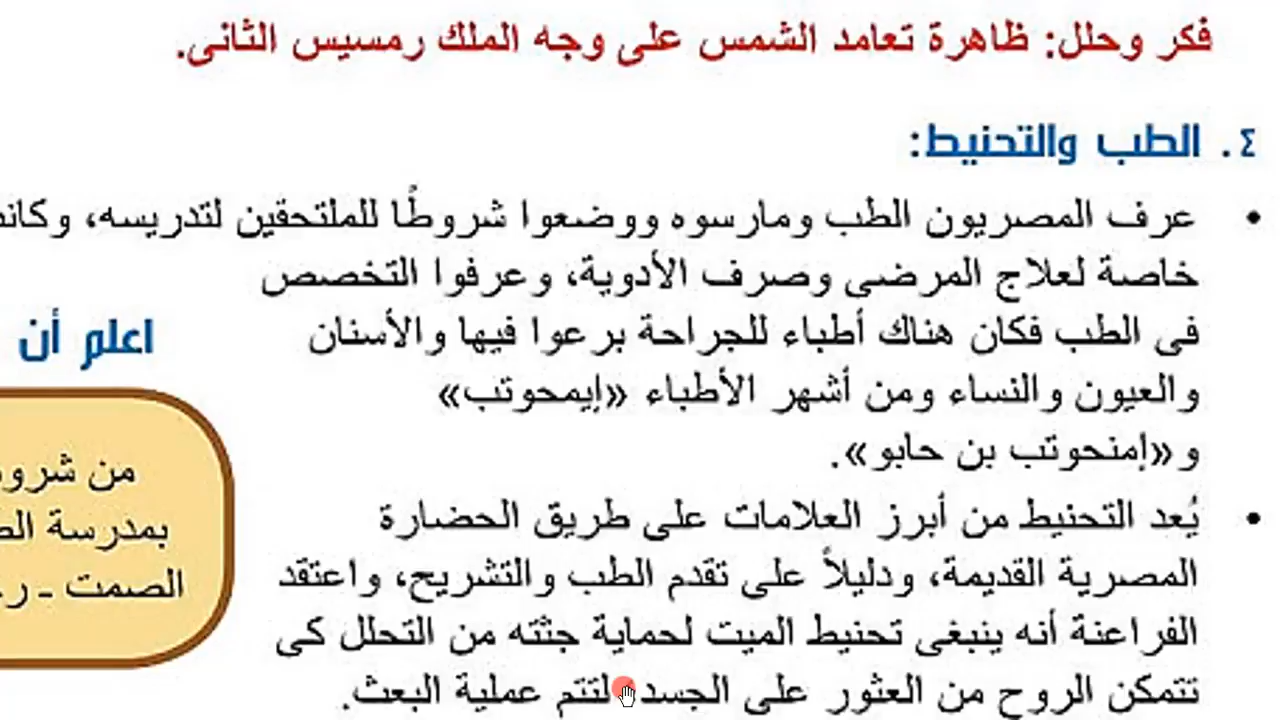 فكر وحلل: ظاهرة تعامد الشمس على وجه الملك رمسيس الثانى.
٤. الطب والتحنيط:
• عرف المصريون الطب ومارسوه ووضعوا شروطًا للملتحقين لتدريسه،
خاصة لعلاج المرضى وصرف الأدوية، وعرفوا التخصص
فى الطب فكان هناك أطباء للجراحة برعوا فيها والأسنان
والعيون والنساء ومن أشهر الأطباء «إيمحوتب»
و«إمنحوتب بن حابو».
• يُعد التحنيط من أبرز العلامات على طريق الحضارة
المصرية القديمة، ودليلاً على تقدم الطب والتشريح، واعتقد
الفراعنة أنه ينبغى تحنيط الميت لحماية جثته من التحلل كى
تتمكن الروح من العثور على الجسد لتتم عملية البعث.
اعلم أن
من
بمدرسة
الصمت -